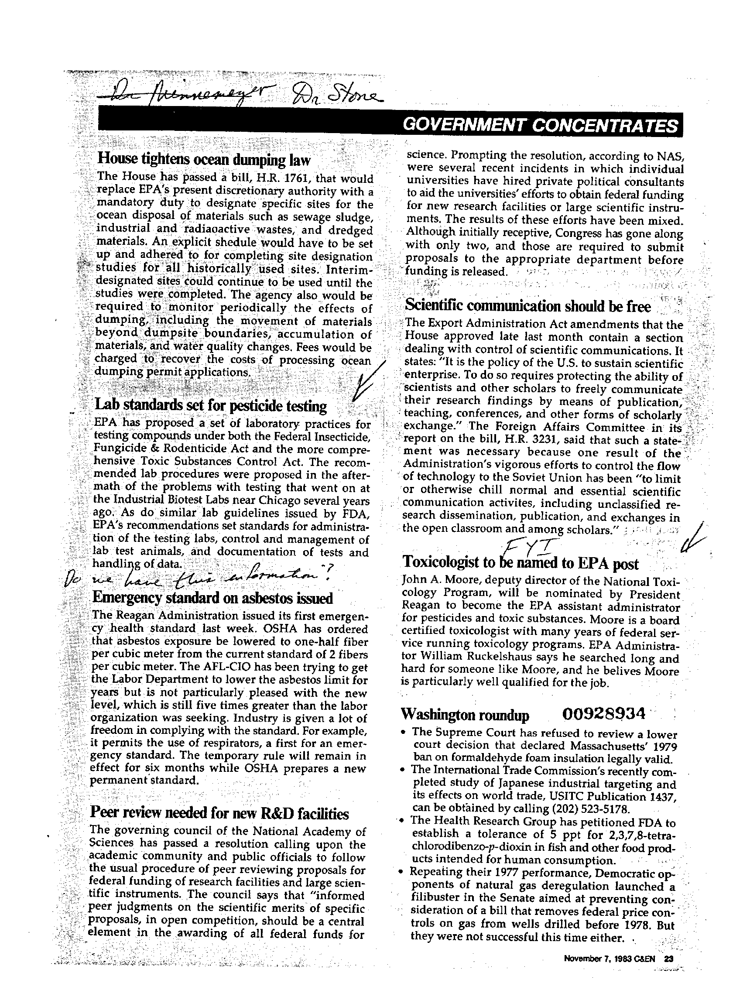 Dr. Minnemeyer Dr Stone
GOVERNMENT CONCENTRATES
House tightens ocean dumping law
The House has passed a bill, H.R. 1761, that would
replace EPA's present discretionary authority with a
mandatory duty to designate specific sites for the
ocean disposal of materials such as sewage sludge,
industrial and radiaoactive wastes, and dredged
materials. An explicit shedule would have to be set
up and adhered to for completing site designation
studies for all historically used sites. Interim-
designated sites could continue to be used until the
studies were completed. The agency also would be
required to monitor periodically the effects of
dumping, including the movement of materials
beyond dumpsite boundaries, accumulation of
materials, and water quality changes. Fees would be
charged to recover the costs of processing ocean
dumping permit applications.
Lab standards set for pesticide testing
EPA has proposed a set of laboratory practices for
testing compounds under both the Federal Insecticide,
Fungicide & Rodenticide Act and the more compre-
hensive Toxic Substances Control Act. The recom-
mended lab procedures were proposed in the after-
math of the problems with testing that went on at
the Industrial Biotest Labs near Chicago several years
ago. As do similar lab guidelines issued by FDA,
EPA's recommendations set standards for administra-
tion of the testing labs, control and management of
lab test animals, and documentation of tests and
handling of data.
Do we have this information?
Emergency standard on asbestos issued
The Reagan Administration issued its first emergen-
cy health standard last week. OSHA has ordered
that asbestos exposure be lowered to one-half fiber
per cubic meter from the current standard of 2 fibers
per cubic meter. The AFL-CIO has been trying to get
the Labor Department to lower the asbestos limit for
years but is not particularly pleased with the new
level, which is still five times greater than the labor
organization was seeking. Industry is given a lot of
freedom in complying with the standard. For example,
it permits the use of respirators, a first for an emer-
gency standard. The temporary rule will remain in
effect for six months while OSHA prepares a new
permanent standard.
Peer review needed for new R&D facilities
The governing council of the National Academy of
Sciences has passed a resolution calling upon the
academic community and public officials to follow
the usual procedure of peer reviewing proposals for
federal funding of research facilities and large scien-
tific instruments. The council says that "informed
peer judgments on the scientific merits of specific
proposals, in open competition, should be a central
element in the awarding of all federal funds for
science. Prompting the resolution, according to NAS,
were several recent incidents in which individual
universities have hired private political consultants
to aid the universities' efforts to obtain federal funding
for new research facilities or large scientific instru-
ments. The results of these efforts have been mixed.
Although initially receptive, Congress has gone along
with only two, and those are required to submit
proposals to the appropriate department before
funding is released.
Scientific communication should be free
The Export Administration Act amendments that the
House approved late last month contain a section
dealing with control of scientific communications. It
states: "It is the policy of the U.S. to sustain scientific
enterprise. To do so requires protecting the ability of
scientists and other scholars to freely communicate
their research findings by means of publication,
teaching, conferences, and other forms of scholarly
exchange." The Foreign Affairs Committee in its
report on the bill, H.R. 3231, said that such a state-
ment was necessary because one result of the
Administration's vigorous efforts to control the flow
of technology to the Soviet Union has been "to limit
or otherwise chill normal and essential scientific
communication activites, including unclassified re-
search dissemination, publication, and exchanges in
the open classroom and among scholars."
FYI
Toxicologist to be named to EPA post
John A. Moore, deputy director of the National Toxi-
cology Program, will be nominated by President
Reagan to become the EPA assistant administrator
for pesticides and toxic substances. Moore is a board
certified toxicologist with many years of federal ser-
vice running toxicology programs. EPA Administra-
tor William Ruckelshaus says he searched long and
hard for someone like Moore, and he belives Moore
is particularly well qualified for the job.
Washington roundup 00928934
• The Supreme Court has refused to review a lower
court decision that declared Massachusetts' 1979
ban on formaldehyde foam insulation legally valid.
• The International Trade Commission's recently com-
pleted study of Japanese industrial targeting and
its effects on world trade, USITC Publication 1437,
can be obtained by calling (202) 523-5178.
• The Health Research Group has petitioned FDA to
establish a tolerance of 5 ppt for 2,3,7,8-tetra-
chlorodibenzo-p-dioxin in fish and other food prod-
ucts intended for human consumption.
• Repeating their 1977 performance, Democratic op-
ponents of natural gas deregulation launched a
filibuster in the Senate aimed at preventing con-
sideration of a bill that removes federal price con-
trols on gas from wells drilled before 1978. But
they were not successful this time either.
November 7, 1983 C&EN 23